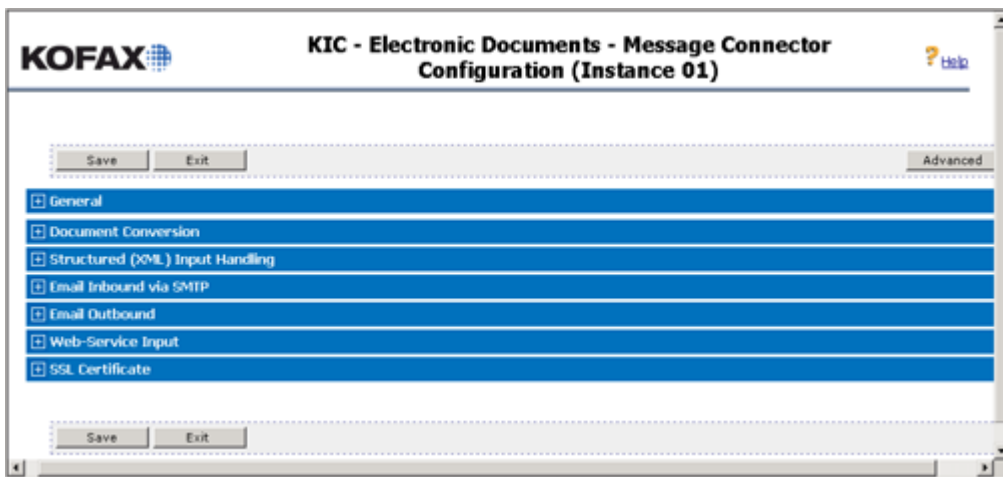 KOFAX
KIC - Electronic Documents - Message Connector
Configuration (Instance 01)
? Help
Save Exit Advanced
General
Document Conversion
Structured (XML) Input Handling
Email Inbound via SMTP
Email Outbound
Web-Service Input
SSL Certificate
Save Exit